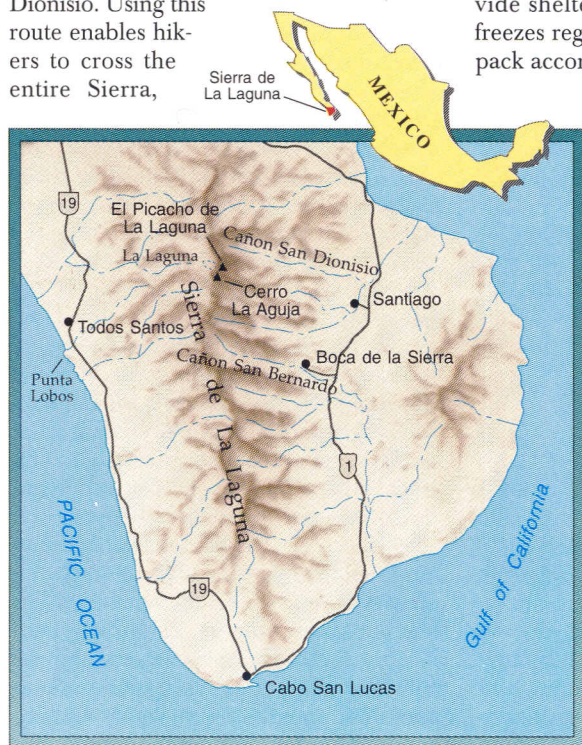 Dionisio. Using this
route enables hik-
ers to cross the
entire Sierra,
vide shelte
freezes reg
pack accor
Sierra de
La Laguna
MEXICO
19
El Picacho de
La Laguna
Cañon San Dionisio
La Laguna
Cerro
La Aguja
Santiago
Todos Santos
Boca de la Sierra
Cañon San Bernardo
Punta
Lobos
Sierra de La Laguna
1
PACIFIC OCEAN
Gulf of California
19
Cabo San Lucas